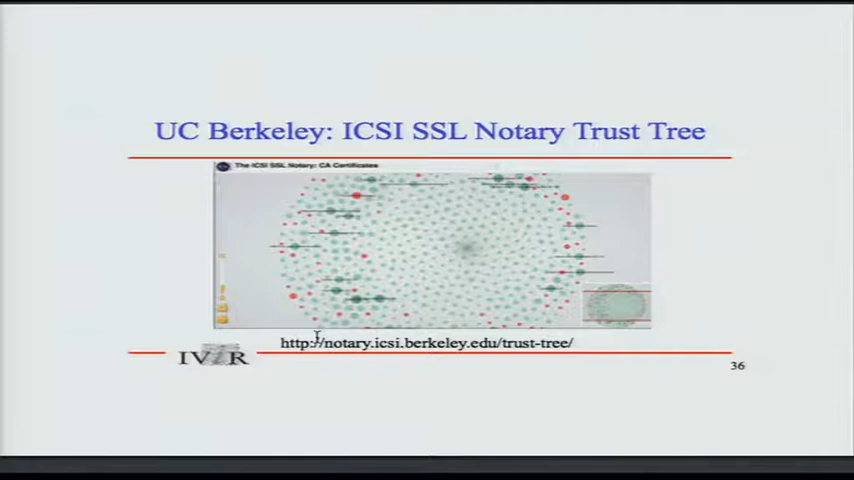 UC Berkeley: ICSI SSL Notary Trust Tree
The ICSI SSL Notary: CA Certificates
http://notary.icsi.berkeley.edu/trust-tree/
IViR
36